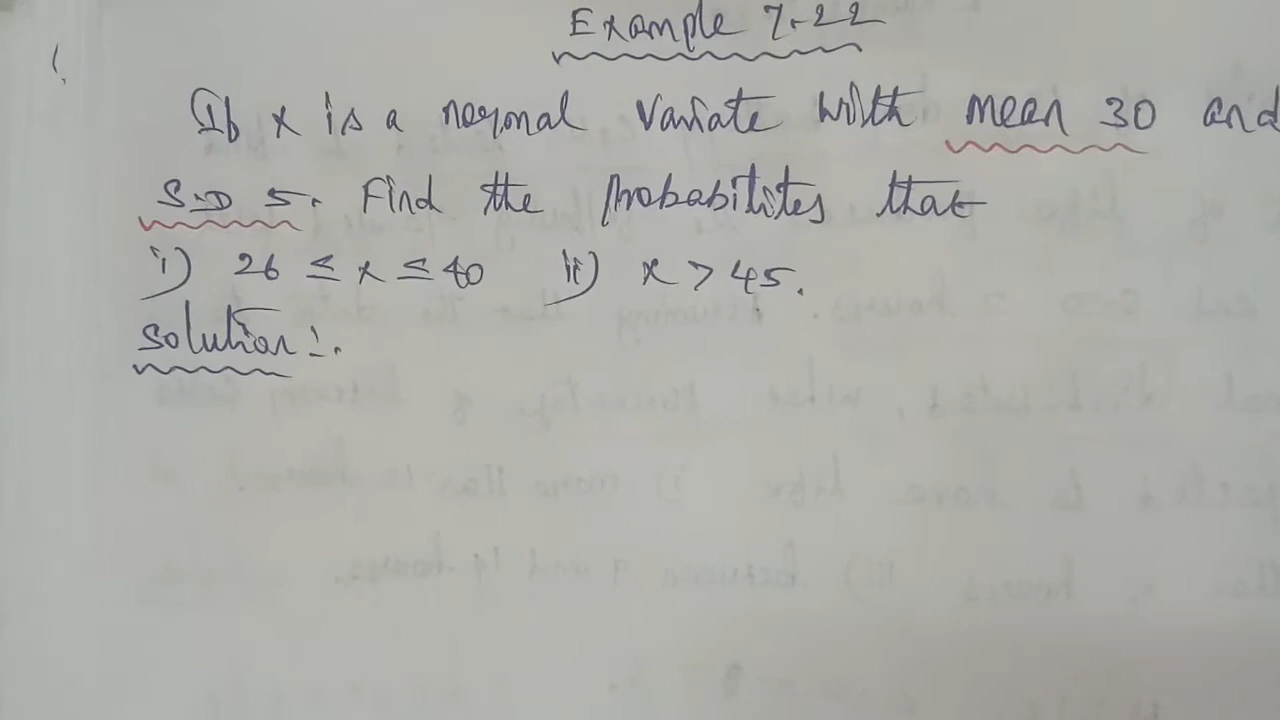 Example 7.22
If x is a normal variate with mean 30 and
S.D 5. Find the probabilites that
i) 26 ≤ x ≤ 40 ii) x > 45.
Solution:.